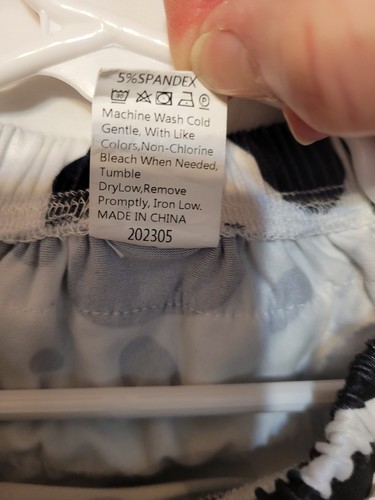 5%SPANDEX
Machine Wash Cold
Gentle, With Like
Colors,Non-Chlorine
Bleach When Needed,
Tumble
DryLow,Remove
Promptly, Iron Low.
MADE IN CHINA
202305